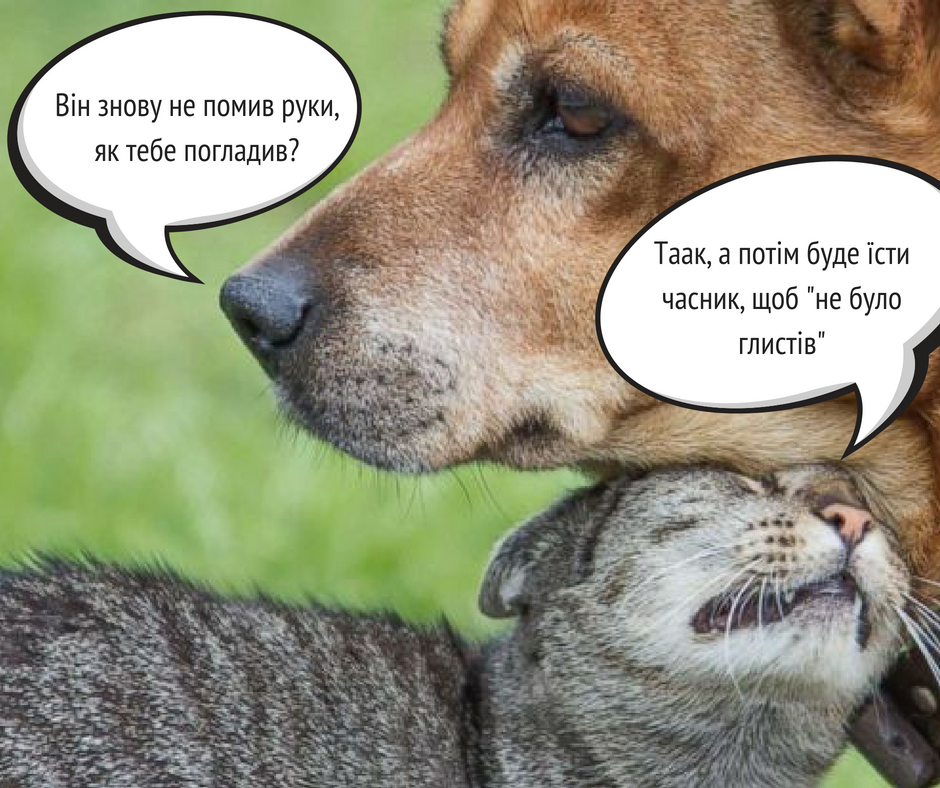 Він знову не помив руки,
як тебе погладив?
Таак, а потім буде їсти
часник, щоб "не було
глистів"